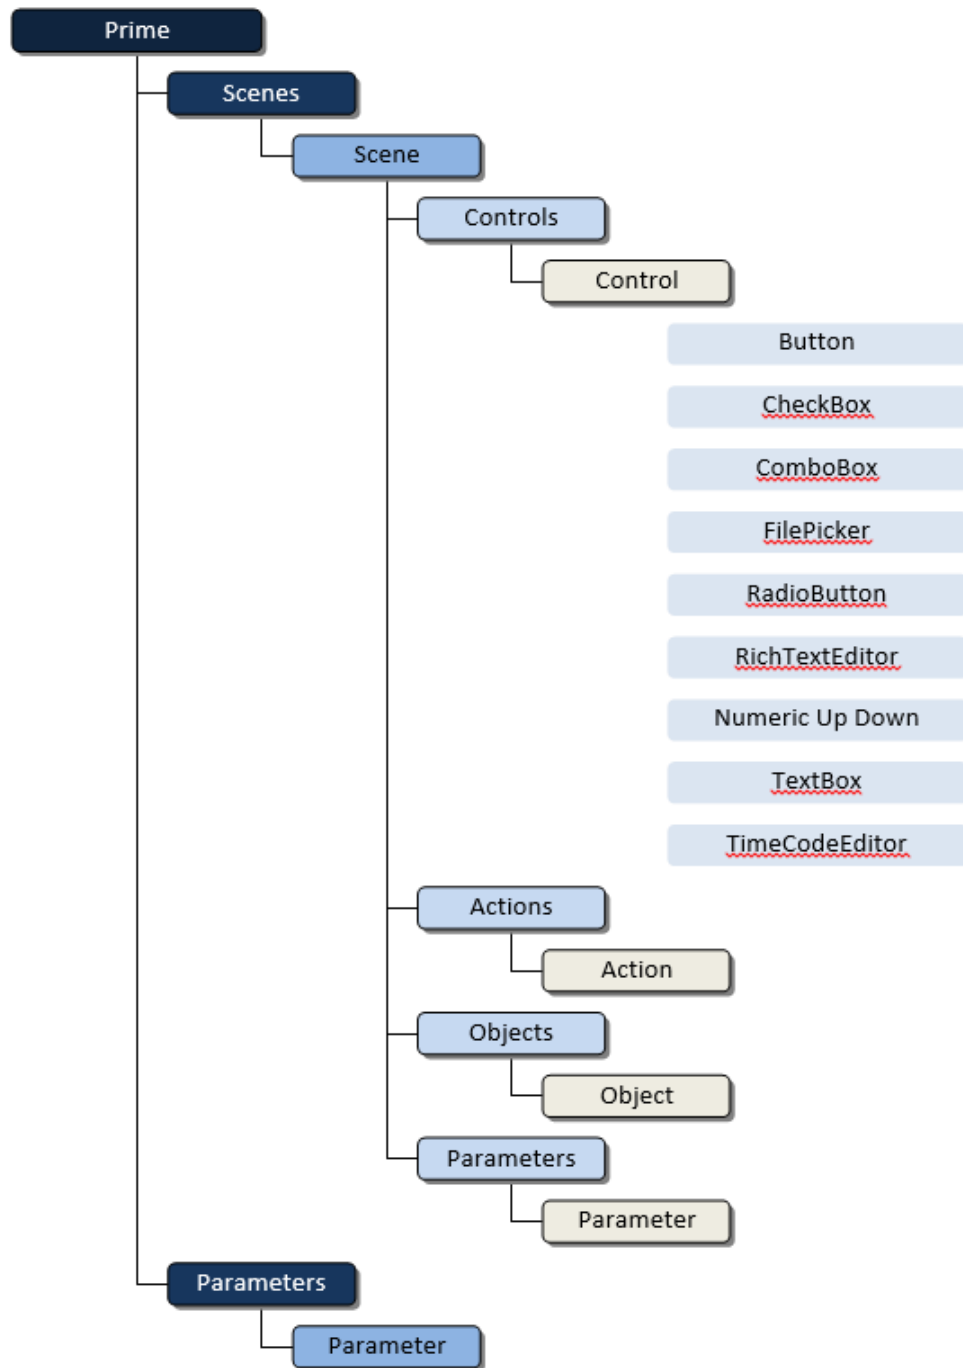 Prime
Scenes
Scene
Controls
Control
Button
CheckBox
ComboBox
FilePicker
RadioButton
RichTextEditor
Numeric Up Down
TextBox
TimeCodeEditor
Actions
Action
Objects
Object
Parameters
Parameter
Parameters
Parameter